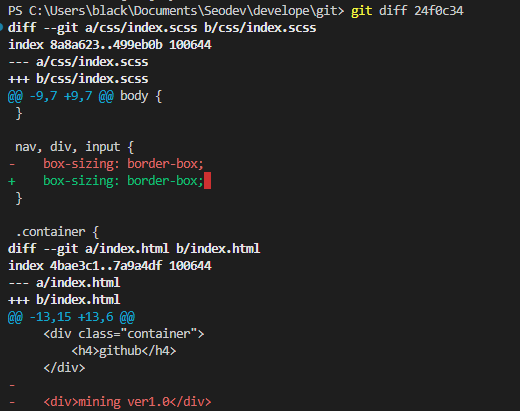 PS C:\Users\black\Documents\Seodev\develope\git> git diff 24f0c34
diff --git a/css/index.scss b/css/index.scss
index 8a8a623..499eb0b 100644
--- a/css/index.scss
+++ b/css/index.scss
@@ -9,7 +9,7 @@ body {
 }

 nav, div, input {
-    box-sizing: border-box;
+    box-sizing: border-box;
 }

 .container {
diff --git a/index.html b/index.html
index 4bae3c1..7a9a4df 100644
--- a/index.html
+++ b/index.html
@@ -13,15 +13,6 @@
     <div class="container">
         <h4>github</h4>
     </div>
-
-    <div>mining ver1.0</div>